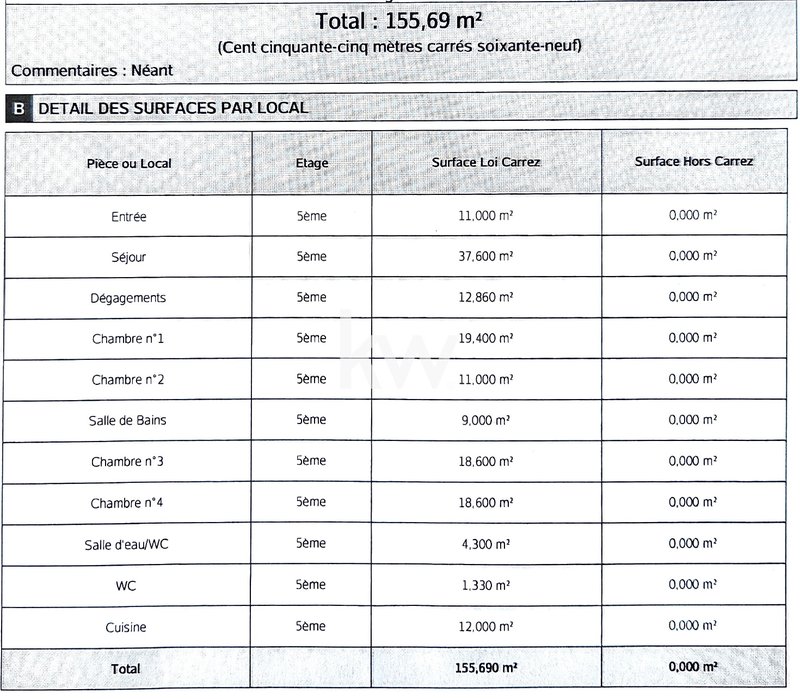 Total : 155,69 m²
(Cent cinquante-cinq mètres carrés soixante-neuf)
Commentaires : Néant
B DETAIL DES SURFACES PAR LOCAL
Pièce ou Local Etage Surface Loi Carrez Surface Hors Carrez
Entrée 5ème 11,000 m² 0,000 m²
Séjour 5ème 37,600 m² 0,000 m²
Dégagements 5ème 12,860 m² 0,000 m²
Chambre n°1 5ème 19,400 m² 0,000 m²
Chambre n°2 5ème 11,000 m² 0,000 m²
Salle de Bains 5ème 9,000 m² 0,000 m²
Chambre n°3 5ème 18,600 m² 0,000 m²
Chambre n°4 5ème 18,600 m² 0,000 m²
Salle d'eau/WC 5ème 4,300 m² 0,000 m²
WC 5ème 1,330 m² 0,000 m²
Cuisine 5ème 12,000 m² 0,000 m²
Total 155,690 m² 0,000 m²
kw